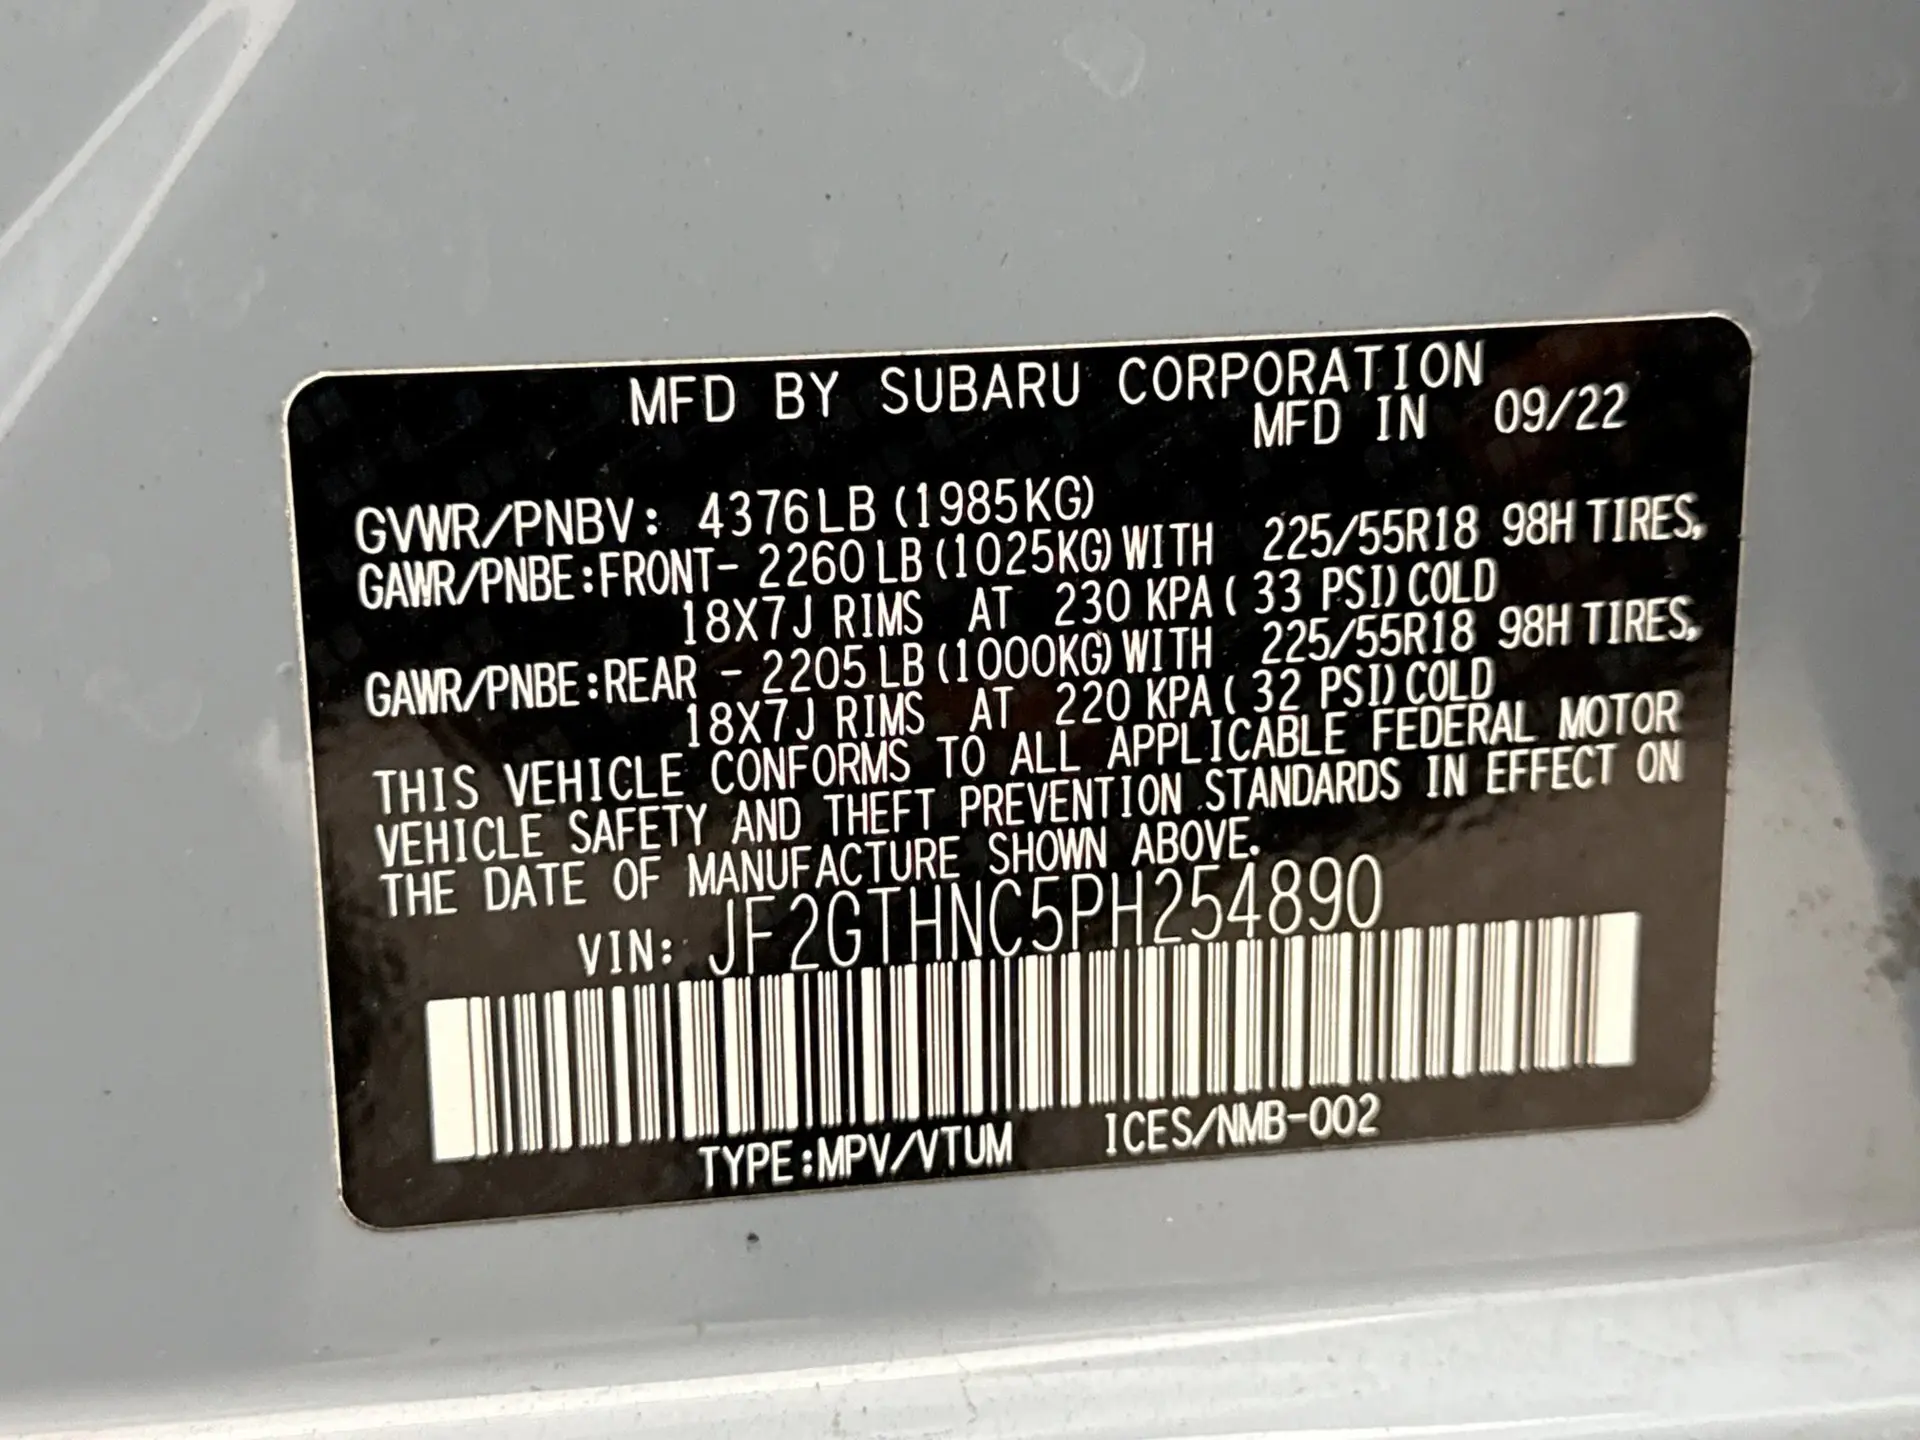 MFD BY SUBARU CORPORATION
MFD IN 09/22
GVWR/PNBV: 4376LB (1985KG)
GAWR/PNBE:FRONT- 2260 LB (1025KG) WITH 225/55R18 98H TIRES,
18X7J RIMS AT 230 KPA ( 33 PSI) COLD
GAWR/PNBE:REAR - 2205 LB (1000KG) WITH 225/55R18 98H TIRES,
18X7J RIMS AT 220 KPA ( 32 PSI) COLD
THIS VEHICLE CONFORMS TO ALL APPLICABLE FEDERAL MOTOR
VEHICLE SAFETY AND THEFT PREVENTION STANDARDS IN EFFECT ON
THE DATE OF MANUFACTURE SHOWN ABOVE.
VIN: JF2GTHNC5PH254890
TYPE:MPV/VTUM ICES/NMB-002